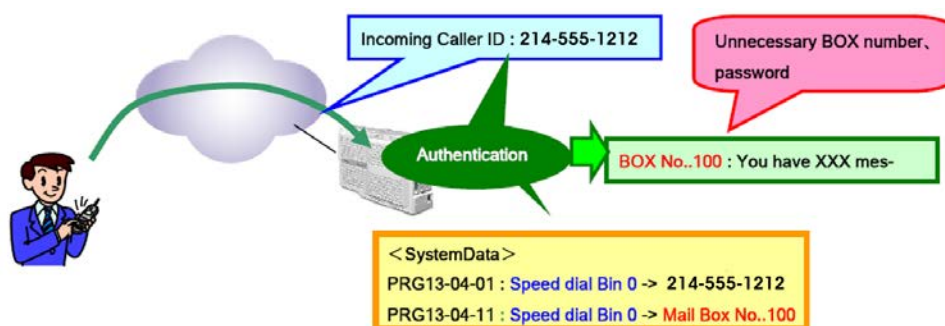 Incoming Caller ID : 214-555-1212
Unnecessary BOX number、
password
Authentication
BOX No..100 : You have XXX mes-
＜SystemData＞
PRG13-04-01 : Speed dial Bin 0 -> 214-555-1212
PRG13-04-11 : Speed dial Bin 0 -> Mail Box No..100